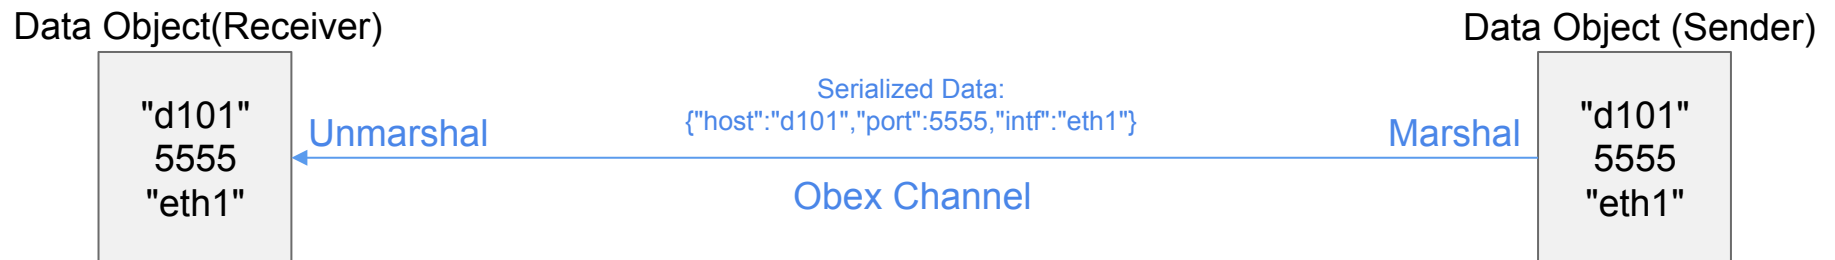 Data Object(Receiver)
Data Object (Sender)
"d101"
5555
"eth1"
Unmarshal
Serialized Data:
{"host":"d101","port":5555,"intf":"eth1"}
Marshal
Obex Channel
"d101"
5555
"eth1"